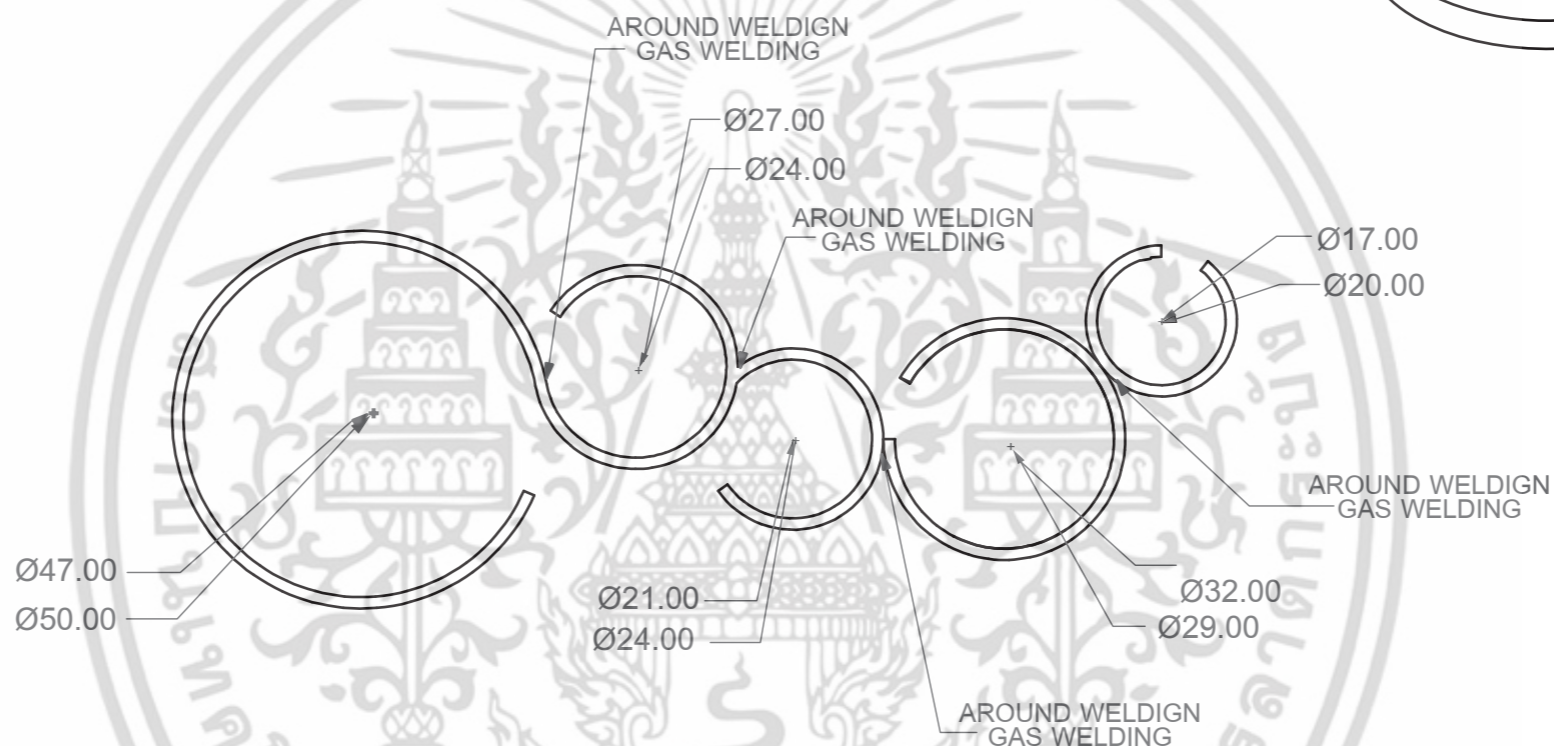 AROUND WELDIGN
GAS WELDING
Ø27.00
Ø24.00
AROUND WELDIGN
GAS WELDING
Ø17.00
Ø20.00
AROUND WELDIGN
GAS WELDING
Ø47.00
Ø50.00
Ø21.00
Ø24.00
Ø32.00
Ø29.00
AROUND WELDIGN
GAS WELDING